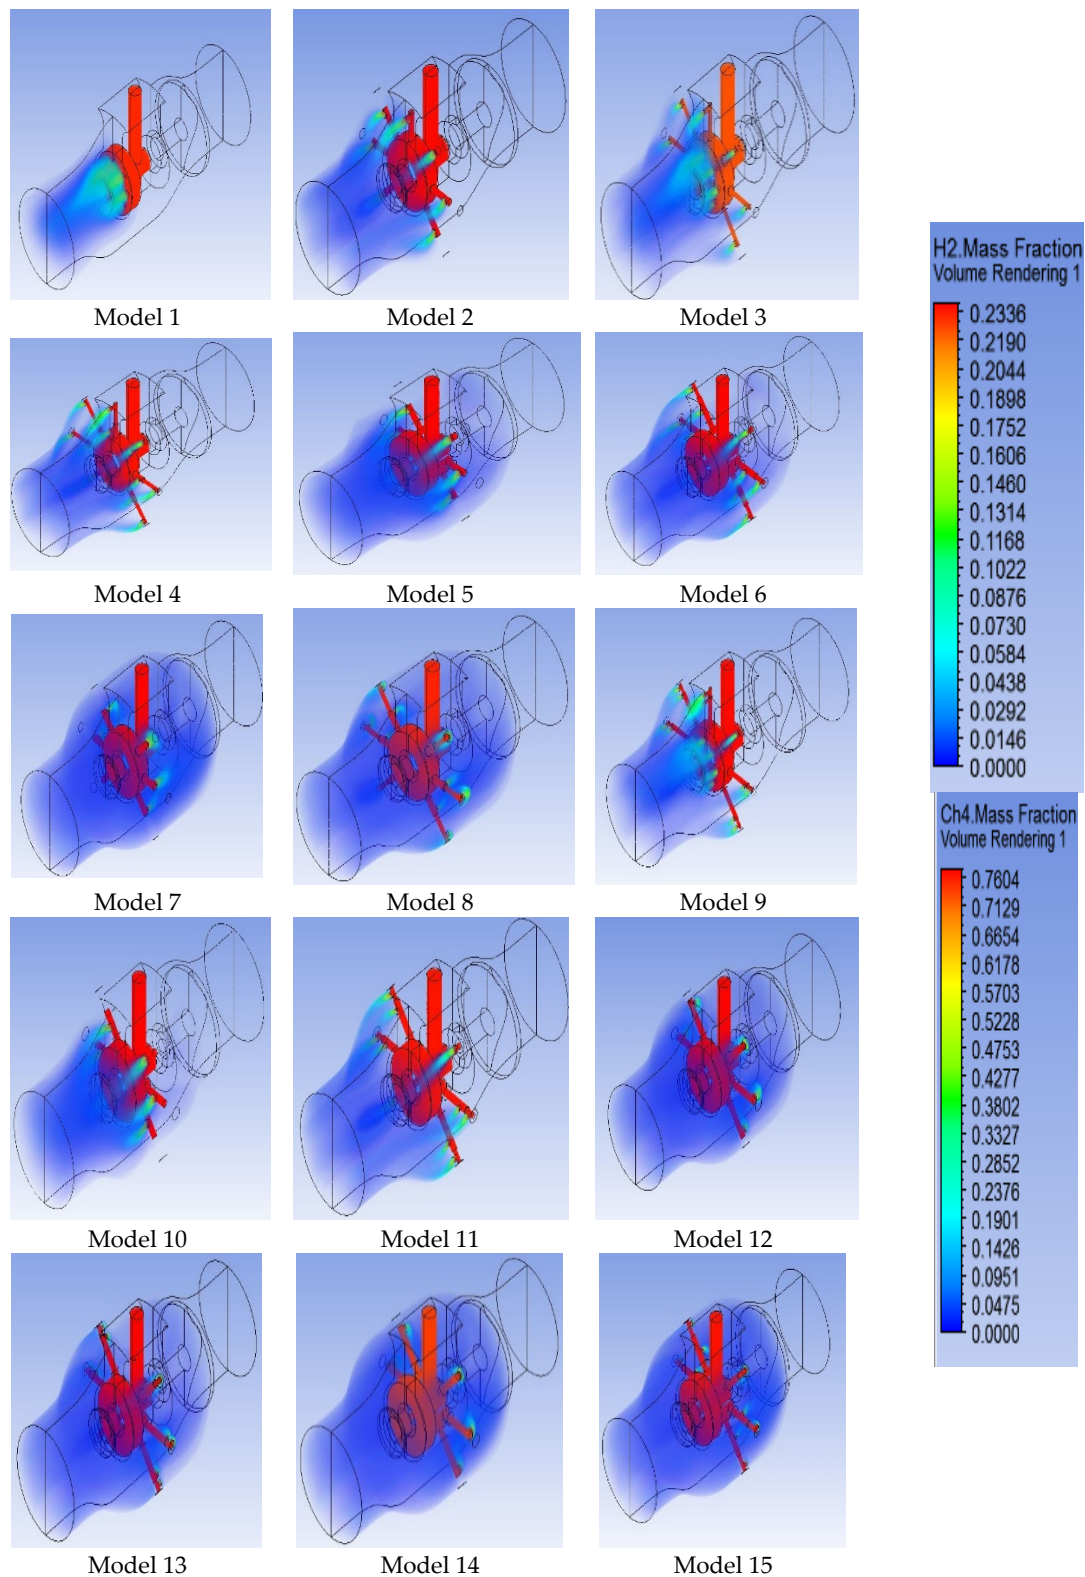 Model 1
Model 2
Model 3
Model 4
Model 5
Model 6
Model 7
Model 8
Model 9
Model 10
Model 11
Model 12
Model 13
Model 14
Model 15
H2.Mass Fraction
Volume Rendering 1
0.2336
0.2190
0.2044
0.1898
0.1752
0.1606
0.1460
0.1314
0.1168
0.1022
0.0876
0.0730
0.0584
0.0438
0.0292
0.0146
0.0000
Ch4.Mass Fraction
Volume Rendering 1
0.7604
0.7129
0.6654
0.6178
0.5703
0.5228
0.4753
0.4277
0.3802
0.3327
0.2852
0.2376
0.1901
0.1426
0.0951
0.0475
0.0000